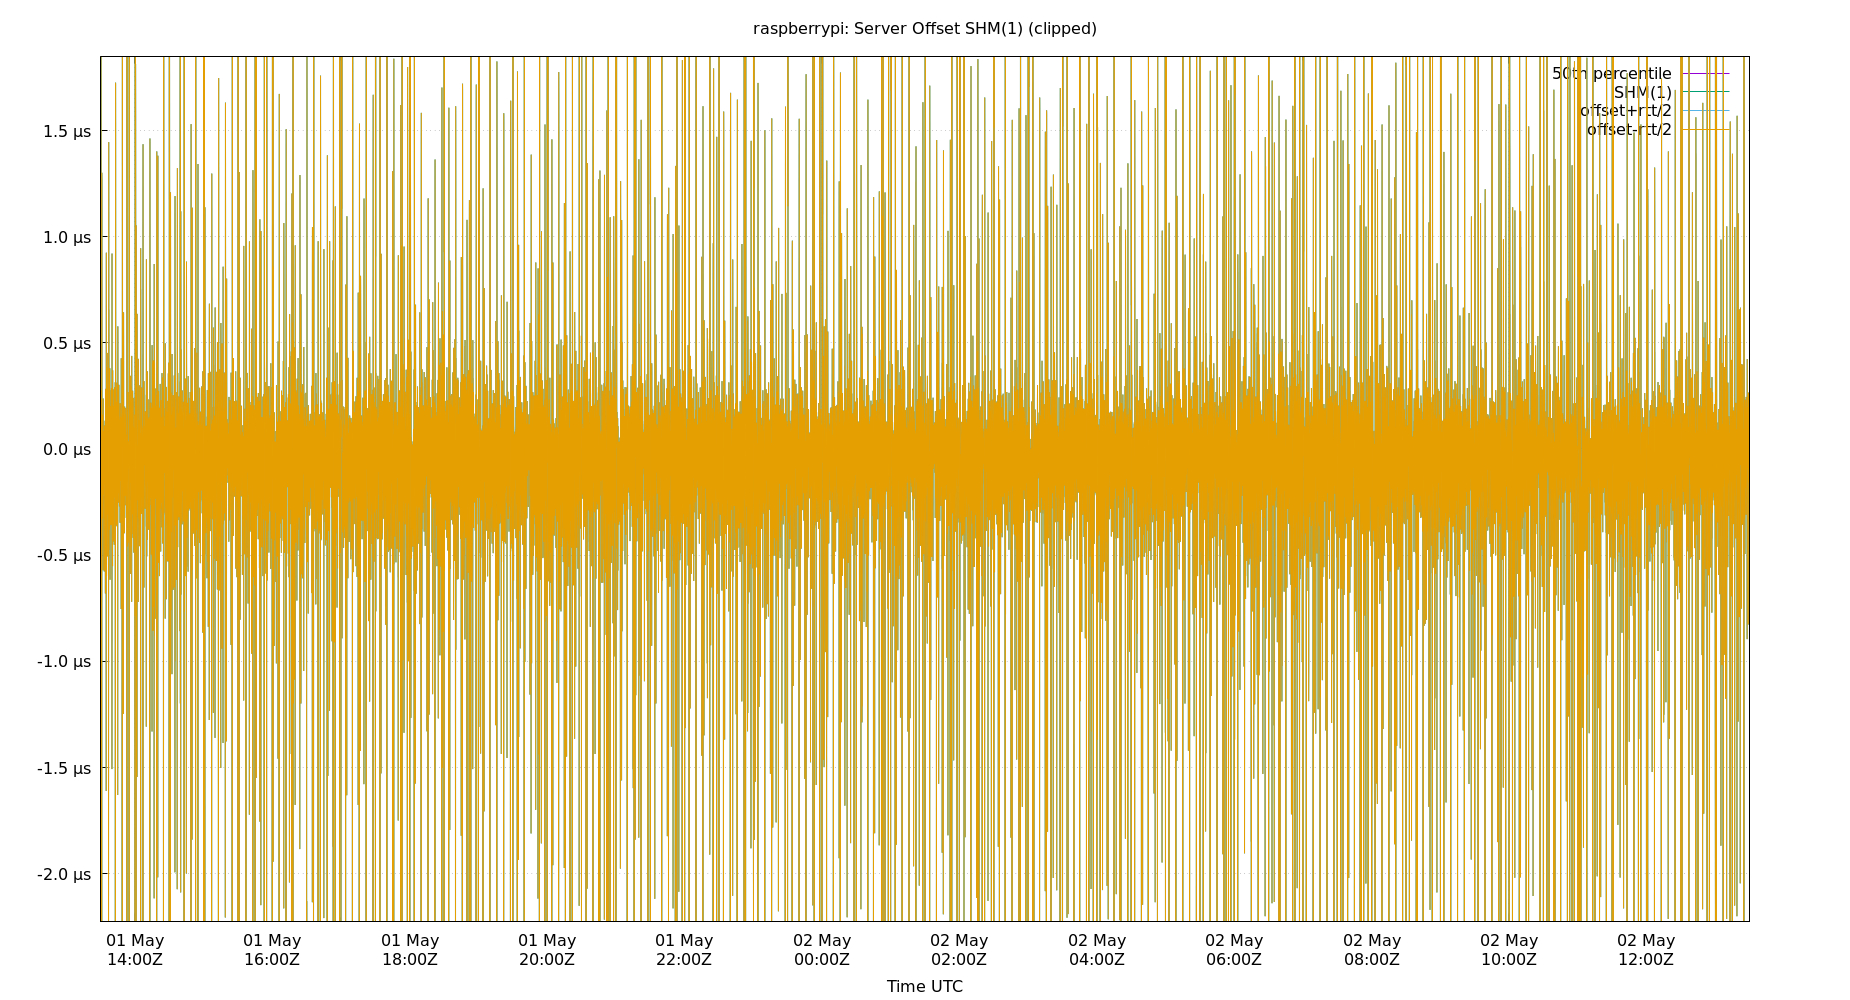 raspberrypi: Server Offset SHM(1) (clipped)
50th percentile
SHM(1)
offset+rtt/2
offset-rtt/2
1.5 µs
1.0 µs
0.5 µs
0.0 µs
-0.5 µs
-1.0 µs
-1.5 µs
-2.0 µs
01 May 01 May 01 May 01 May 01 May 02 May 02 May 02 May 02 May 02 May 02 May 02 May
14:00Z 16:00Z 18:00Z 20:00Z 22:00Z 00:00Z 02:00Z 04:00Z 06:00Z 08:00Z 10:00Z 12:00Z
Time UTC